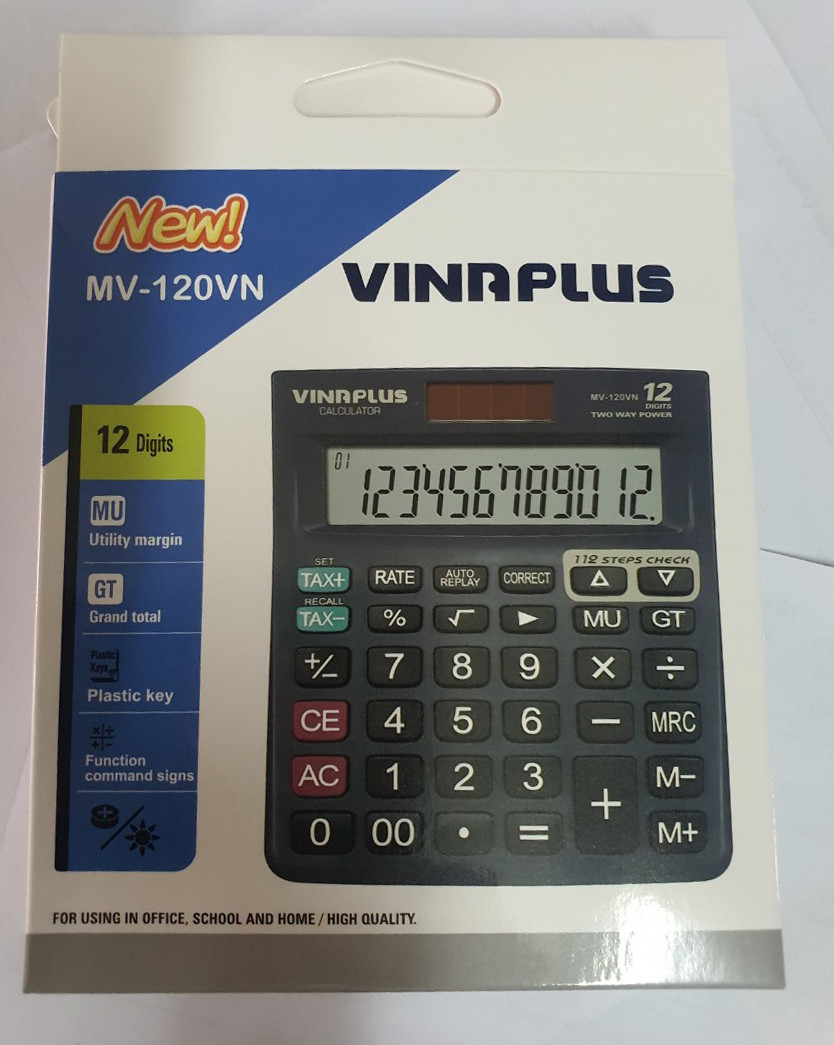 New!
MV-120VN
VINAPLUS
12 Digits
MU
Utility margin
GT
Grand total
Plastic
Keys
Plastic key
×÷
+−
Function
command signs
VINAPLUS
CALCULATOR
MV-120VN 12
DIGITS
TWO WAY POWER
01
123456789012.
SET
112 STEPS CHECK
TAX+ RATE AUTO REPLAY CORRECT △ ▽
RECALL
TAX− % √ ► MU GT
+/− 7 8 9 × ÷
CE 4 5 6 − MRC
AC 1 2 3 + M−
0 00 • = M+
FOR USING IN OFFICE, SCHOOL AND HOME / HIGH QUALITY.